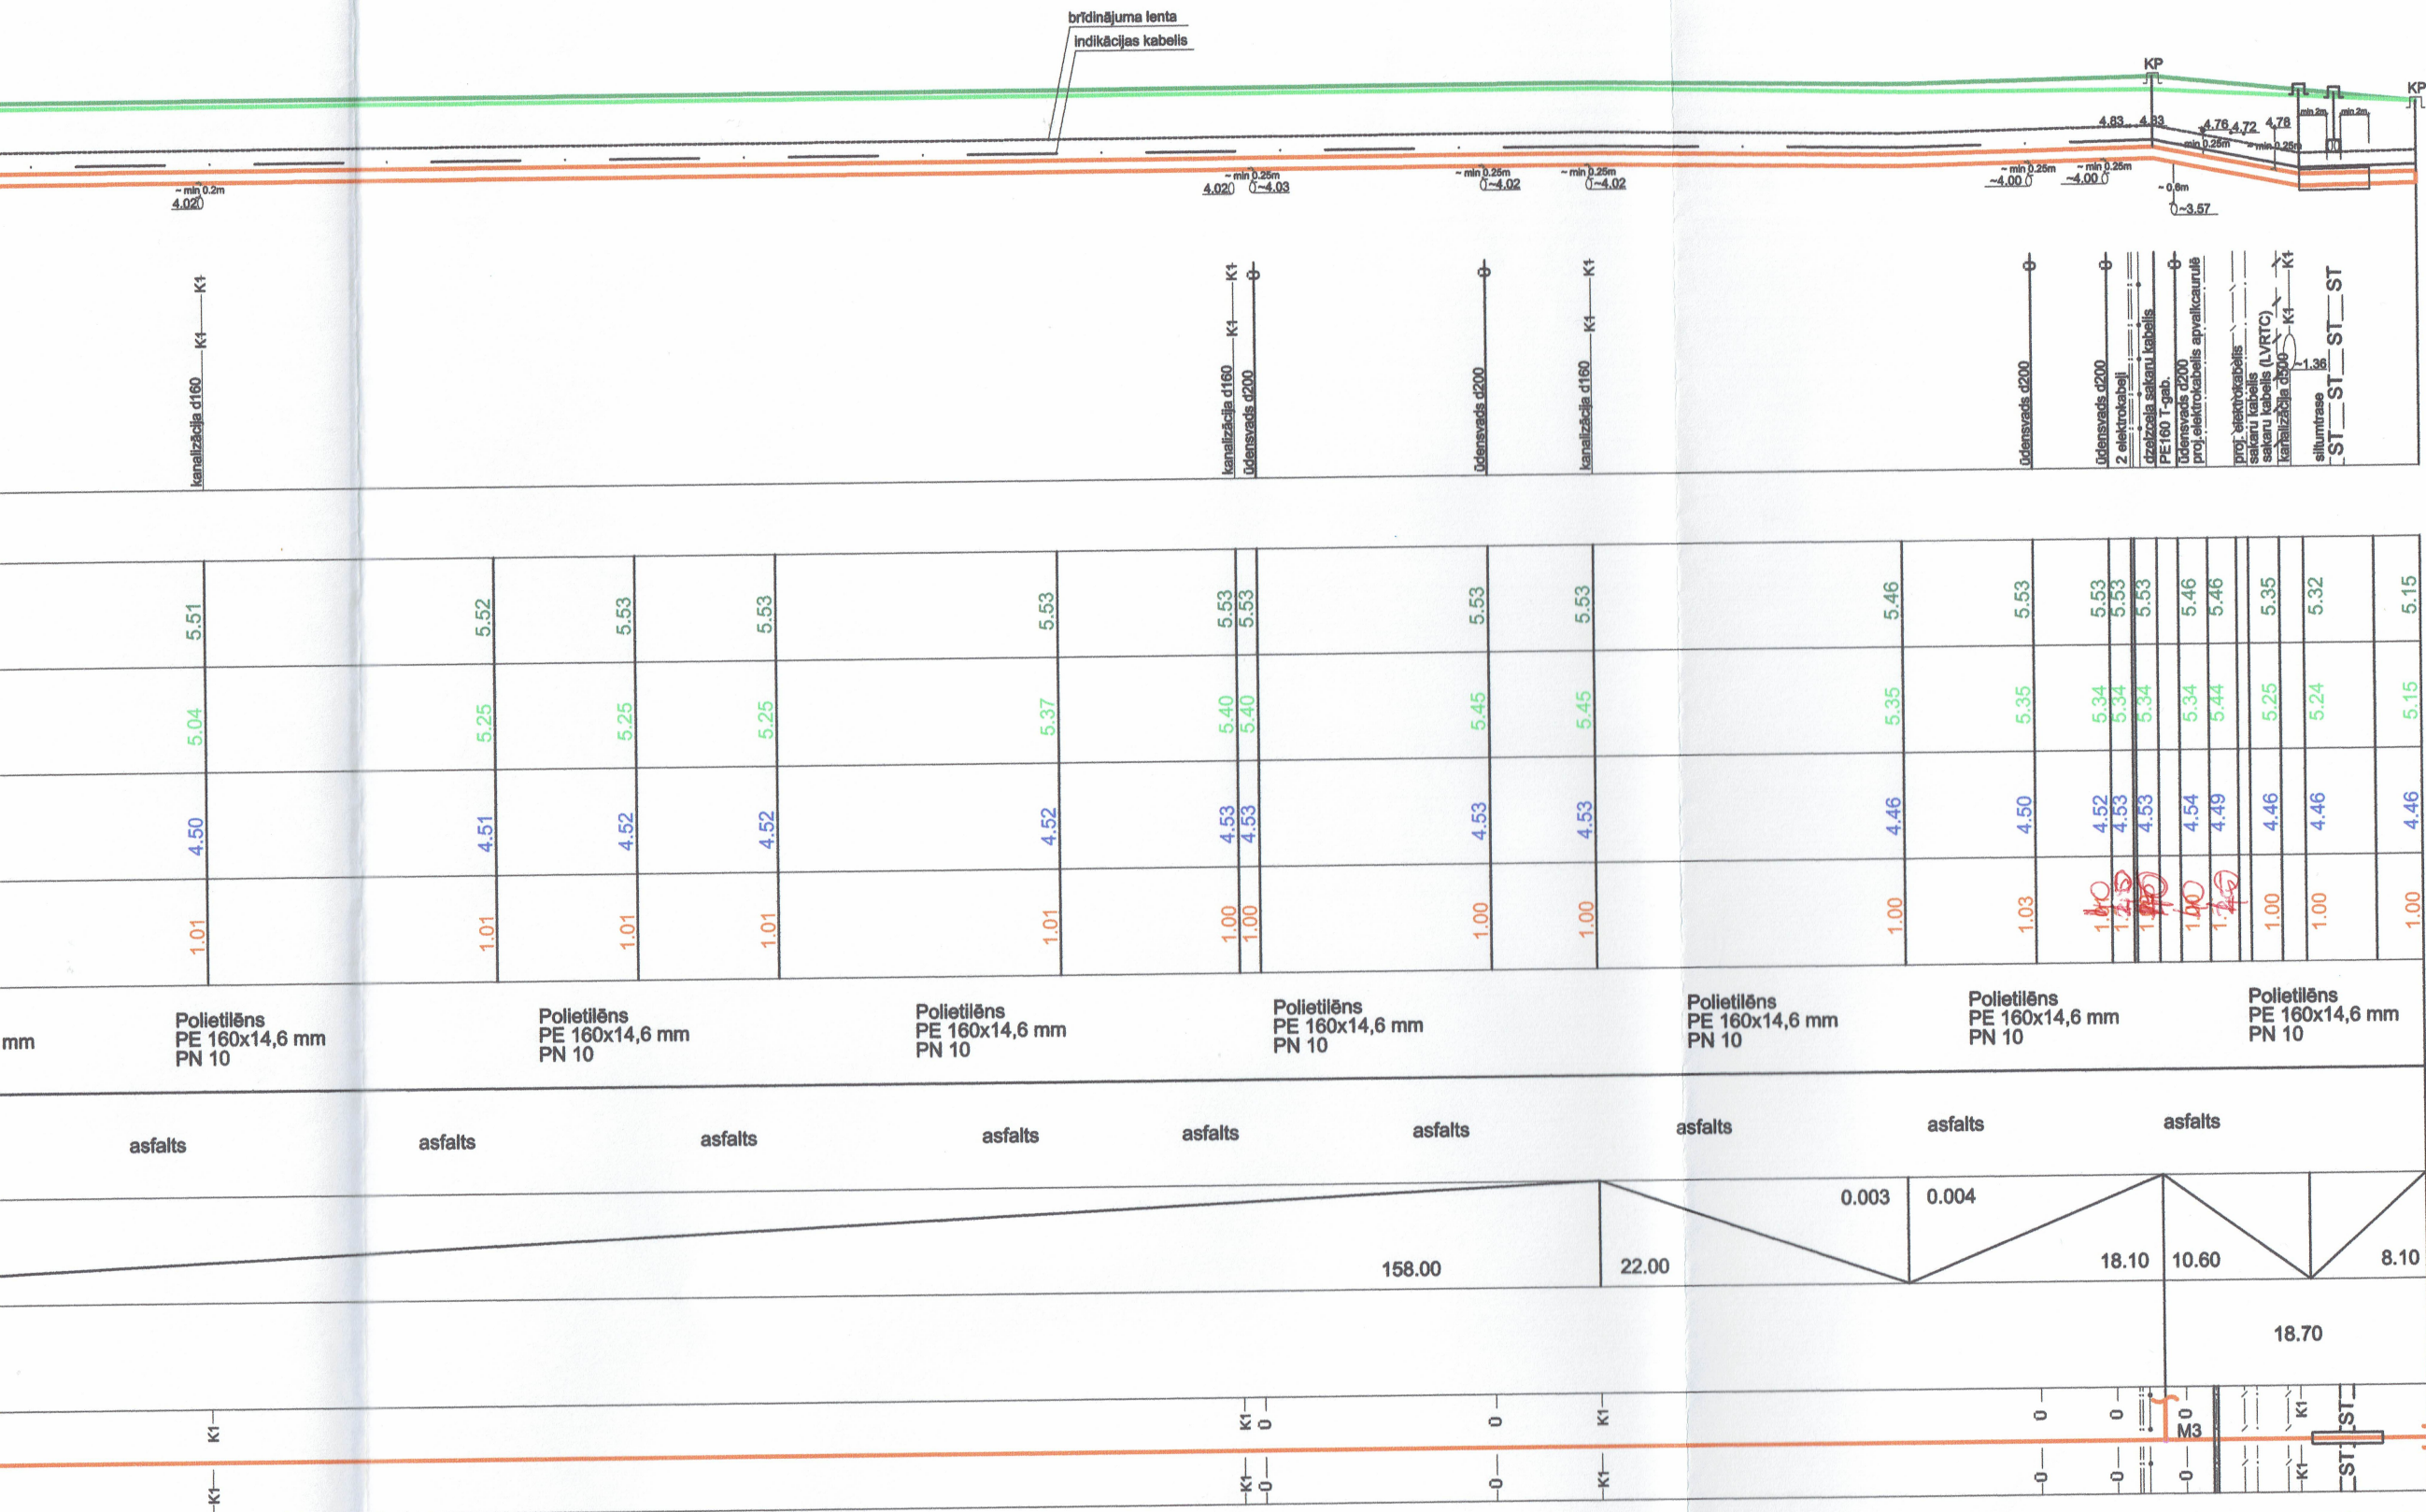 brīdinājuma lenta
indikācijas kabelis
KP
KP
4.83 4.83 4.76 4.72 4.78
min 2m min 2m
min 0.25m ~ min 0.25m
~ min 0.2m
4.02
~ min 0.25m
4.02 ~4.03
~ min 0.25m
~4.02
~ min 0.25m
~4.02
~ min 0.25m
~4.00
~ min 0.25m
~4.00
~ 0.6m
~3.57
kanalizācija d160 K1 K1
kanalizācija d160 K1 K1
ūdensvads d200 0
ūdensvads d200 0
kanalizācija d160 K1 K1
ūdensvads d200 0
ūdensvads d200 0
2 elektrokabeļi
dzelzceļa sakaru kabelis
PE160 T-gab.
ūdensvads d200 0
proj.elektrokabelis apvalkcaurulē
proj. elektrokabelis
sakaru kabelis
sakaru kabelis (LVRTC)
kanalizācija d500 K1 K1
~1.36
siltumtrase
ST ST ST ST
5.51 5.52 5.53 5.53 5.53 5.53 5.53 5.53 5.53 5.46 5.53 5.53 5.53 5.53 5.46 5.46 5.35 5.32 5.15
5.04 5.25 5.25 5.25 5.37 5.40 5.40 5.45 5.45 5.35 5.35 5.34 5.34 5.34 5.34 5.44 5.25 5.24 5.15
4.50 4.51 4.52 4.52 4.52 4.53 4.53 4.53 4.53 4.46 4.50 4.52 4.53 4.53 4.54 4.49 4.46 4.46 4.46
1.01 1.01 1.01 1.01 1.01 1.00 1.00 1.00 1.00 1.00 1.03 1.00 1.00 1.00
mm
Polietilēns
PE 160x14,6 mm
PN 10
Polietilēns
PE 160x14,6 mm
PN 10
Polietilēns
PE 160x14,6 mm
PN 10
Polietilēns
PE 160x14,6 mm
PN 10
Polietilēns
PE 160x14,6 mm
PN 10
Polietilēns
PE 160x14,6 mm
PN 10
Polietilēns
PE 160x14,6 mm
PN 10
asfalts asfalts asfalts asfalts asfalts asfalts asfalts asfalts asfalts
0.003 0.004
158.00 22.00 18.10 10.60 8.10
18.70
K1 K1 0 0 K1 0 0 0 K1 ST
M3
K1 K1 0 0 K1 0 0 0 K1 ST